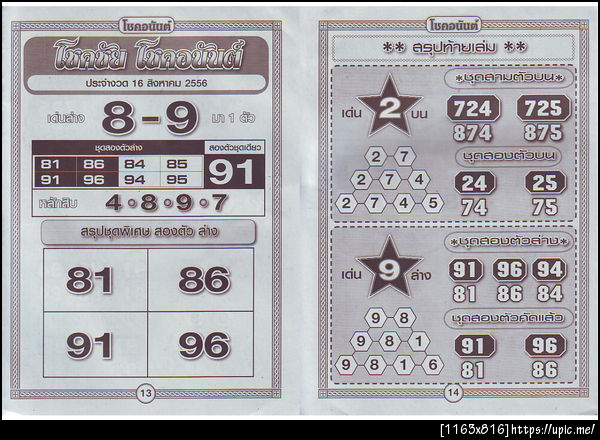 โชคอนันต์
โชคชัย โชคอนันต์
ประจำงวด 16 สิงหาคม 2556
เด่นล่าง 8-9 มา 1 ตัว
ชุดสองตัวล่าง
สองตัวชุดเดียว
81 86 84 85
91 96 94 95
91
หลักสิบ 4 • 8 • 9 • 7
สรุปชุดพิเศษ สองตัว ล่าง
81 86
91 96
13
โชคอนันต์
** สรุปท้ายเล่ม **
*ชุดสามตัวบน*
เด่น 2 บน
724 725
874 875
2 7
2 7 4
2 7 4 5
ชุดสองตัวบน
24 25
74 75
*ชุดสองตัวล่าง*
เด่น 9 ล่าง
91 96 94
81 86 84
9 8
9 8 1
9 8 1 6
ชุดสองตัวคัดแล้ว
91 96
81 86
14
[1163x816]https://upic.me/